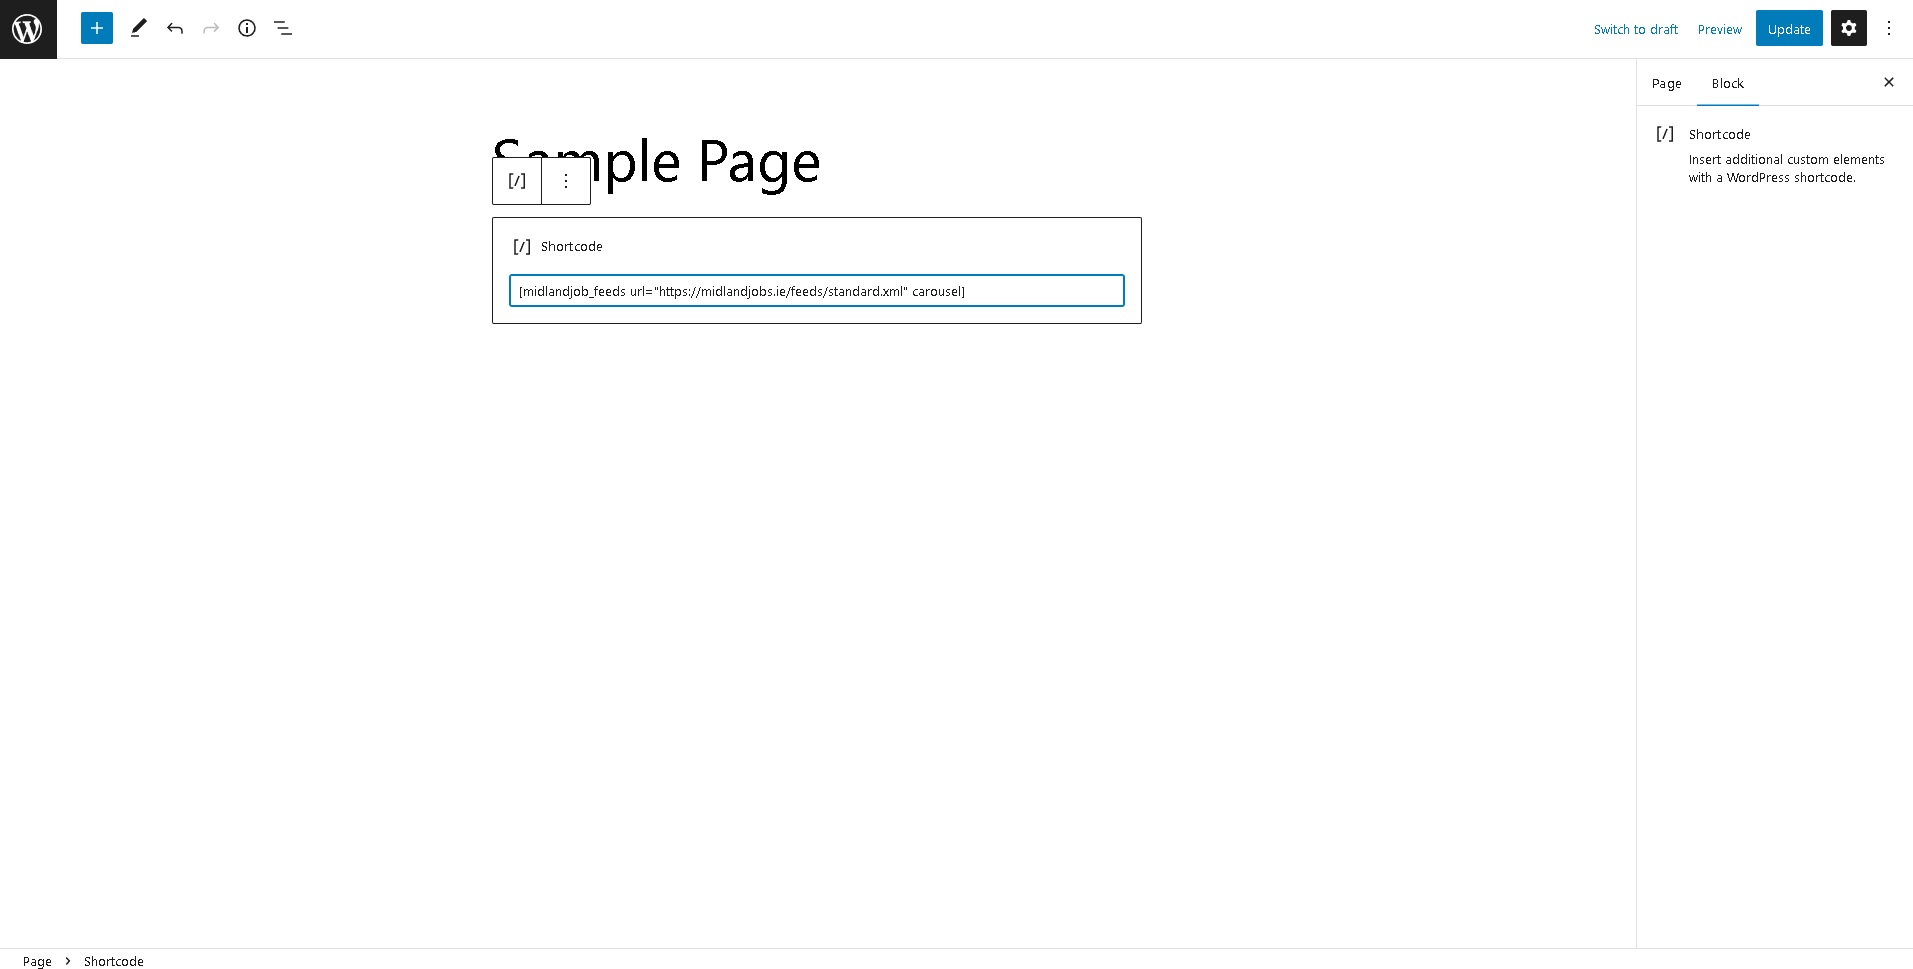 Switch to draft Preview Update
Page Block
Sample Page
[/] Shortcode
Insert additional custom elements
with a WordPress shortcode.
[/]
[/] Shortcode
[midlandjob_feeds url="https://midlandjobs.ie/feeds/standard.xml" carousel]
Page > Shortcode